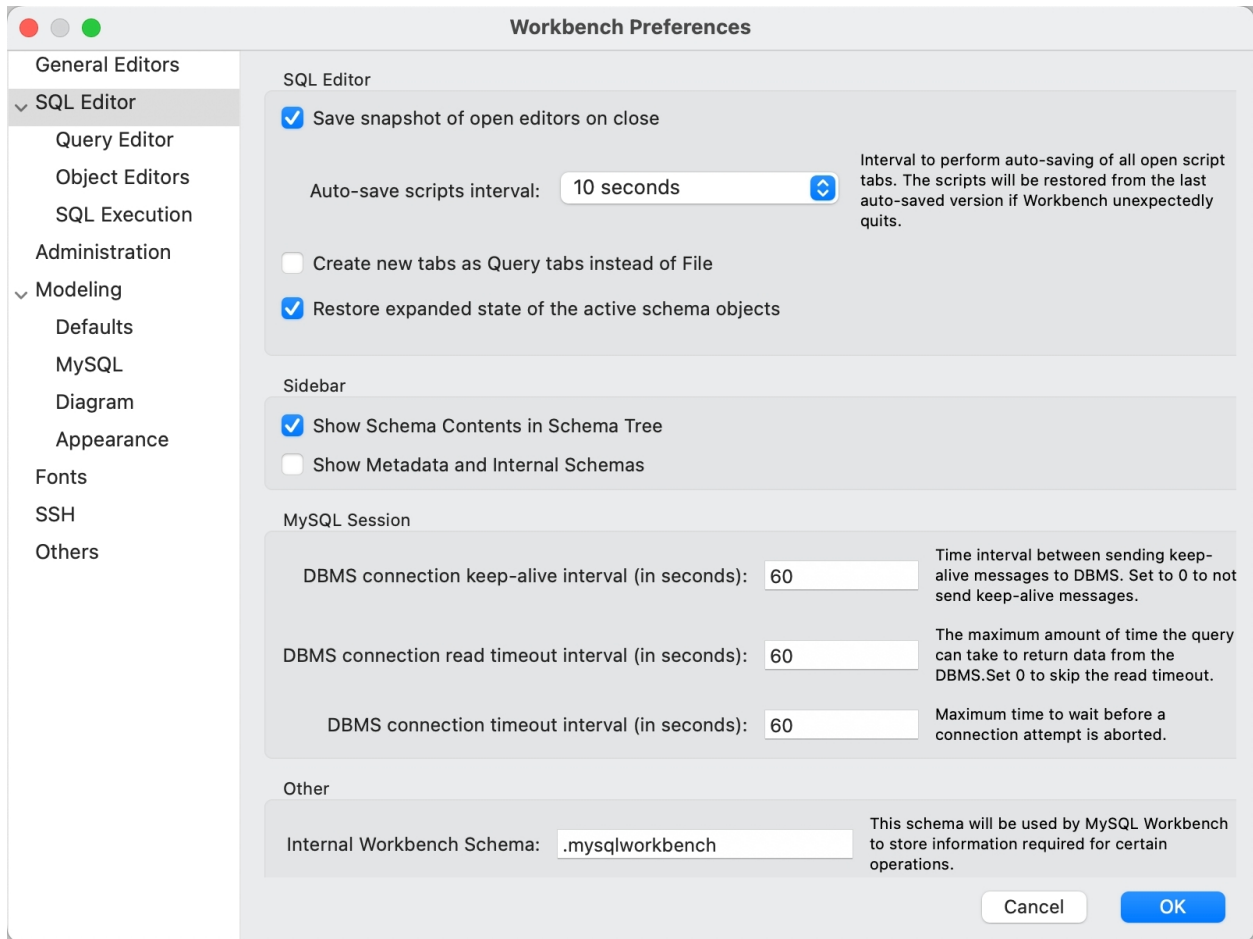 Workbench Preferences
General Editors
SQL Editor
Query Editor
Object Editors
SQL Execution
Administration
Modeling
Defaults
MySQL
Diagram
Appearance
Fonts
SSH
Others
SQL Editor
Save snapshot of open editors on close
Auto-save scripts interval:
10 seconds
Interval to perform auto-saving of all open script
tabs. The scripts will be restored from the last
auto-saved version if Workbench unexpectedly
quits.
Create new tabs as Query tabs instead of File
Restore expanded state of the active schema objects
Sidebar
Show Schema Contents in Schema Tree
Show Metadata and Internal Schemas
MySQL Session
DBMS connection keep-alive interval (in seconds):
60
Time interval between sending keep-
alive messages to DBMS. Set to 0 to not
send keep-alive messages.
DBMS connection read timeout interval (in seconds):
60
The maximum amount of time the query
can take to return data from the
DBMS.Set 0 to skip the read timeout.
DBMS connection timeout interval (in seconds):
60
Maximum time to wait before a
connection attempt is aborted.
Other
Internal Workbench Schema:
.mysqlworkbench
This schema will be used by MySQL Workbench
to store information required for certain
operations.
Cancel
OK